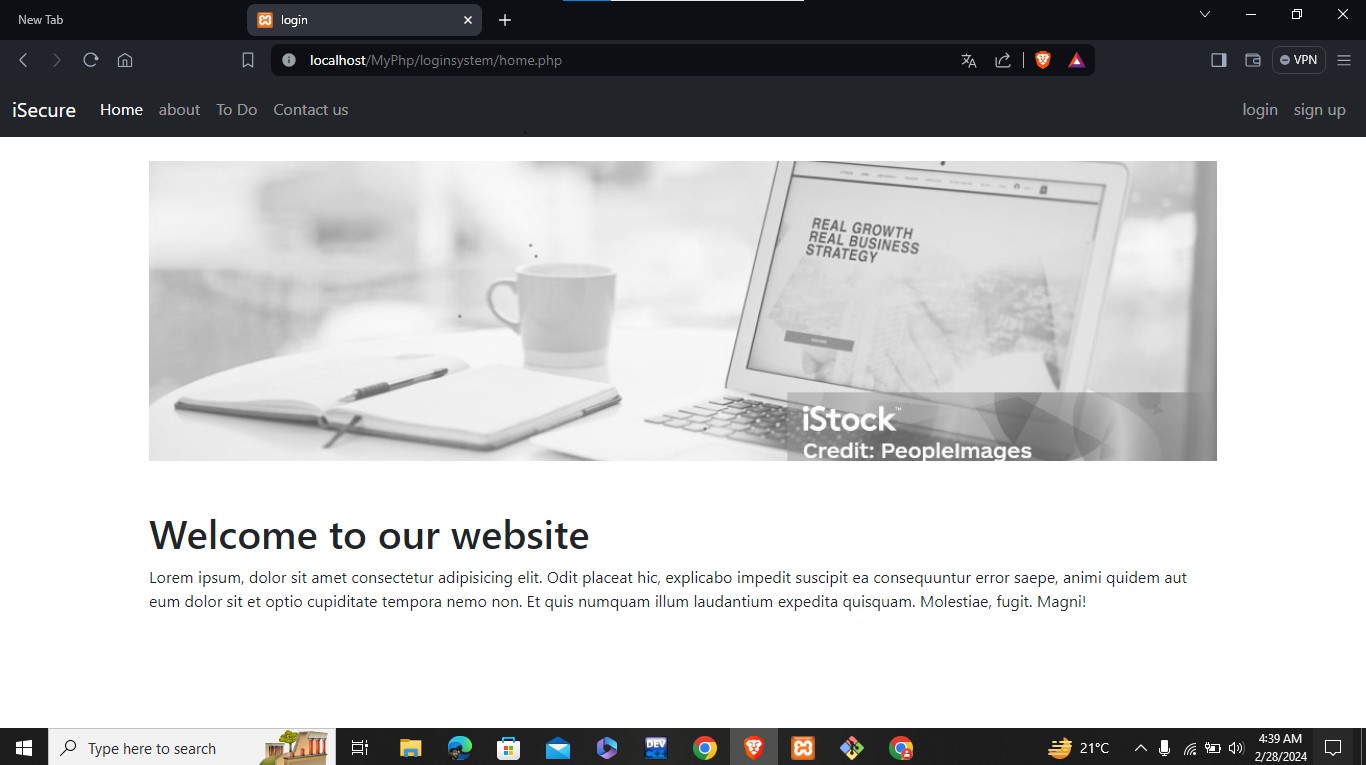 New Tab
login
localhost/MyPhp/loginsystem/home.php
VPN
iSecure Home about To Do Contact us login sign up
REAL GROWTH
REAL BUSINESS
STRATEGY
iStock™
Credit: PeopleImages
Welcome to our website
Lorem ipsum, dolor sit amet consectetur adipisicing elit. Odit placeat hic, explicabo impedit suscipit ea consequuntur error saepe, animi quidem aut
eum dolor sit et optio cupiditate tempora nemo non. Et quis numquam illum laudantium expedita quisquam. Molestiae, fugit. Magni!
Type here to search
DEV
21°C
4:39 AM
2/28/2024